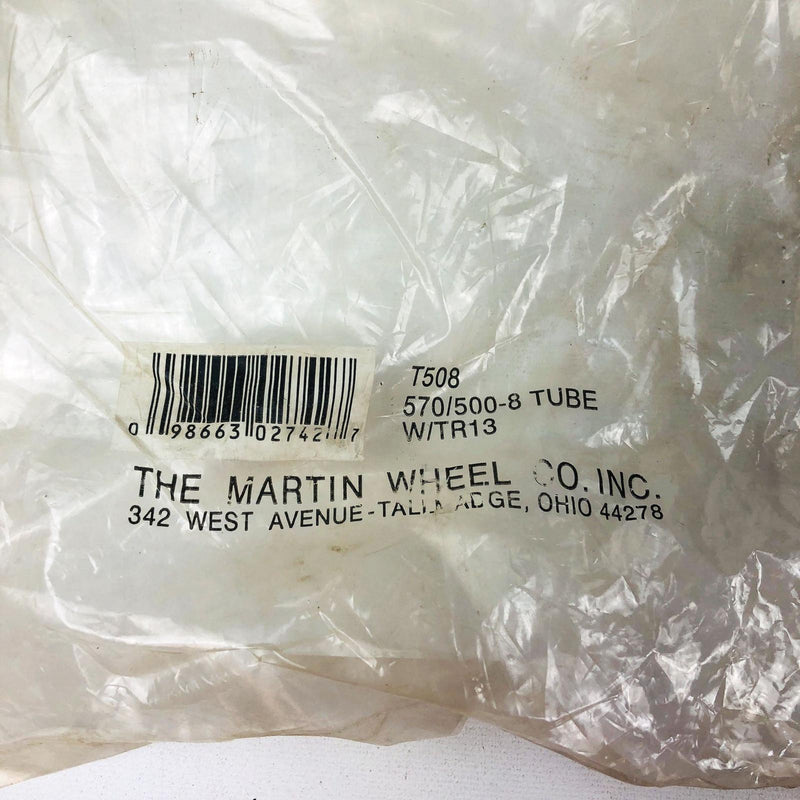 T508
570/500-8 TUBE
W/TR13
0 98663 02742 7
THE MARTIN WHEEL CO. INC.
342 WEST AVENUE-TALLMADGE, OHIO 44278